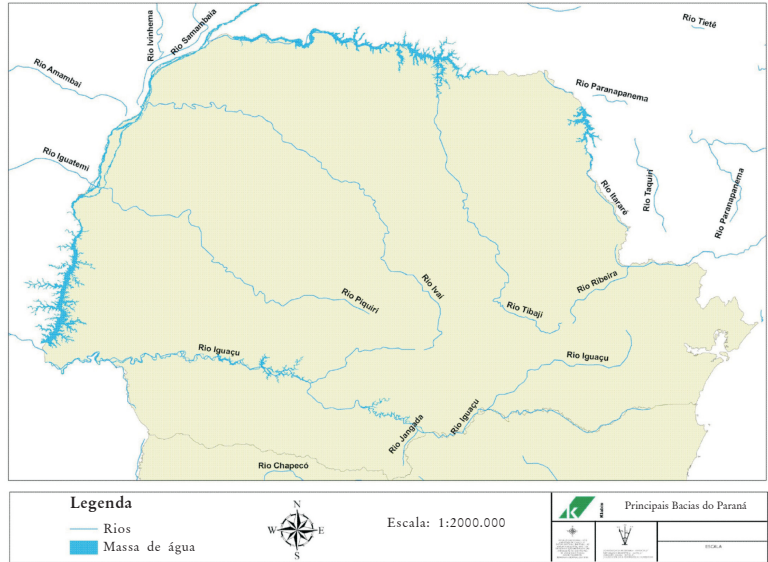 Rio Tietê
Rio Ivinhema
Rio Samambaia
Rio Amambaí
Rio Paranapanema
Rio Iguatemi
Rio Taquiri
Rio Paranapanema
Rio Itararé
Rio Ribeira
Rio Ivaí
Rio Piquiri
Rio Tibaji
Rio Iguaçu
Rio Iguaçu
Rio Iguaçu
Rio Jangada
Rio Chapecó
Legenda
Rios
Massa de água
N
W
E
S
Escala: 1:2000.000
Principais Bacias do Paraná
ESCALA